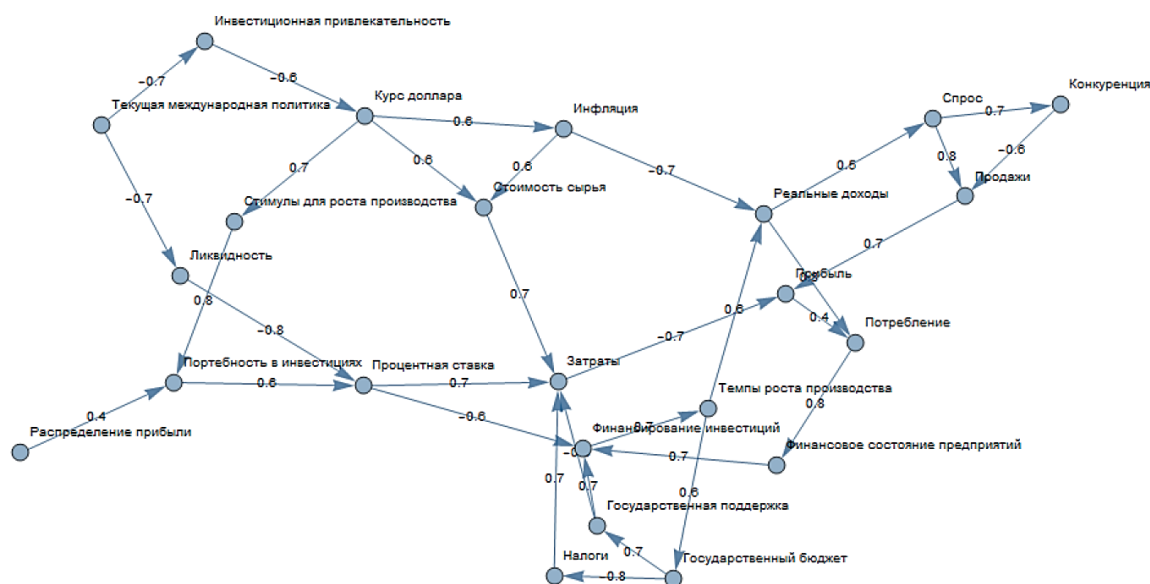 Инвестиционная привлекательность
−0.7
−0.6
Конкуренция
Текущая международная политика
Курс доллара
Инфляция
Спрос
0.7
0.6
0.7
0.6
0.6
−0.7
0.6
0.8
−0.6
−0.7
Стимулы для роста производства
Стоимость сырья
Реальные доходы
Продажи
Ликвидность
0.7
0.8
0.7
Прибыль
0.6
0.4
−0.8
−0.7
Потребление
Портебность в инвестициях
Процентная ставка
Затраты
0.6
0.7
Темпы роста производства
0.4
−0.6
0.8
Распределение прибыли
Финансирование инвестиций
0.7
Финансовое состояние предприятий
0.7
0.7
0.7
0.6
Государственная поддержка
0.7
Налоги
Государственный бюджет
−0.8